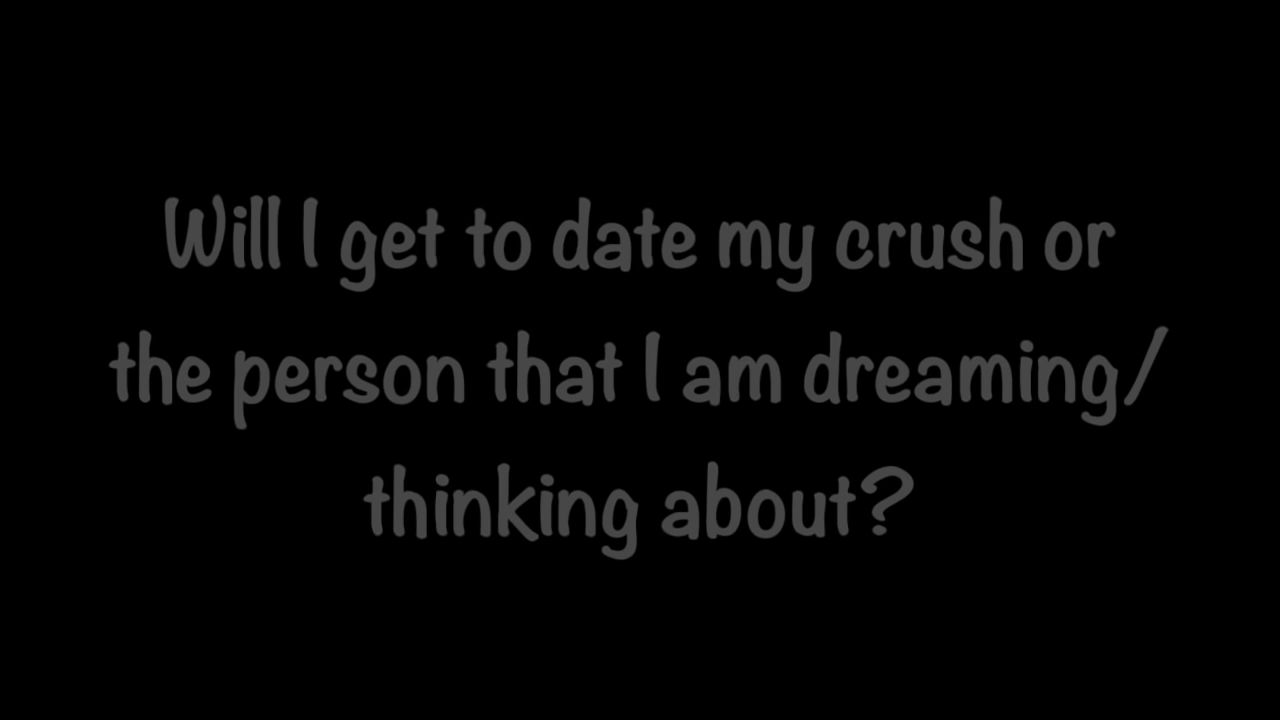 Will I get to date my crush or
the person that I am dreaming/
thinking about?